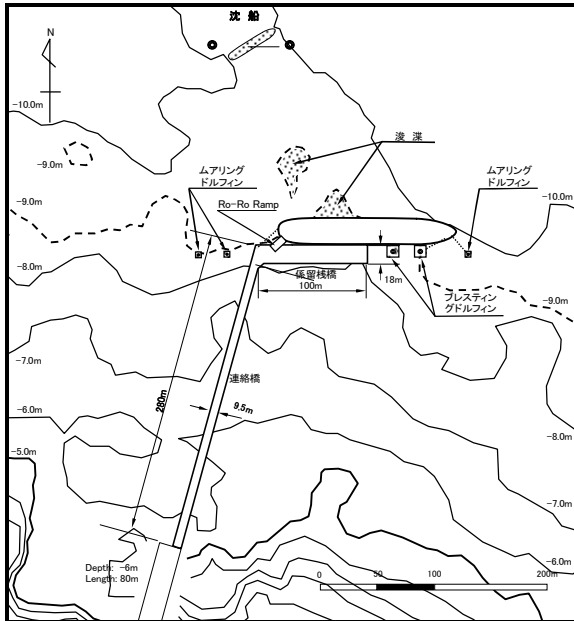 沈 船
N
-10.0m
浚 渫
-9.0m
ムアリング
ドルフィン
ムアリング
ドルフィン
-9.0m
Ro-Ro Ramp
-10.0m
-8.0m
係留桟橋
100m
18m
ブレスティン
グドルフィン
-9.0m
-7.0m
連絡橋
280m
9.5m
-6.0m
-8.0m
-5.0m
-7.0m
Depth: -6m
Length: 80m
-6.0m
0
50
100
200m